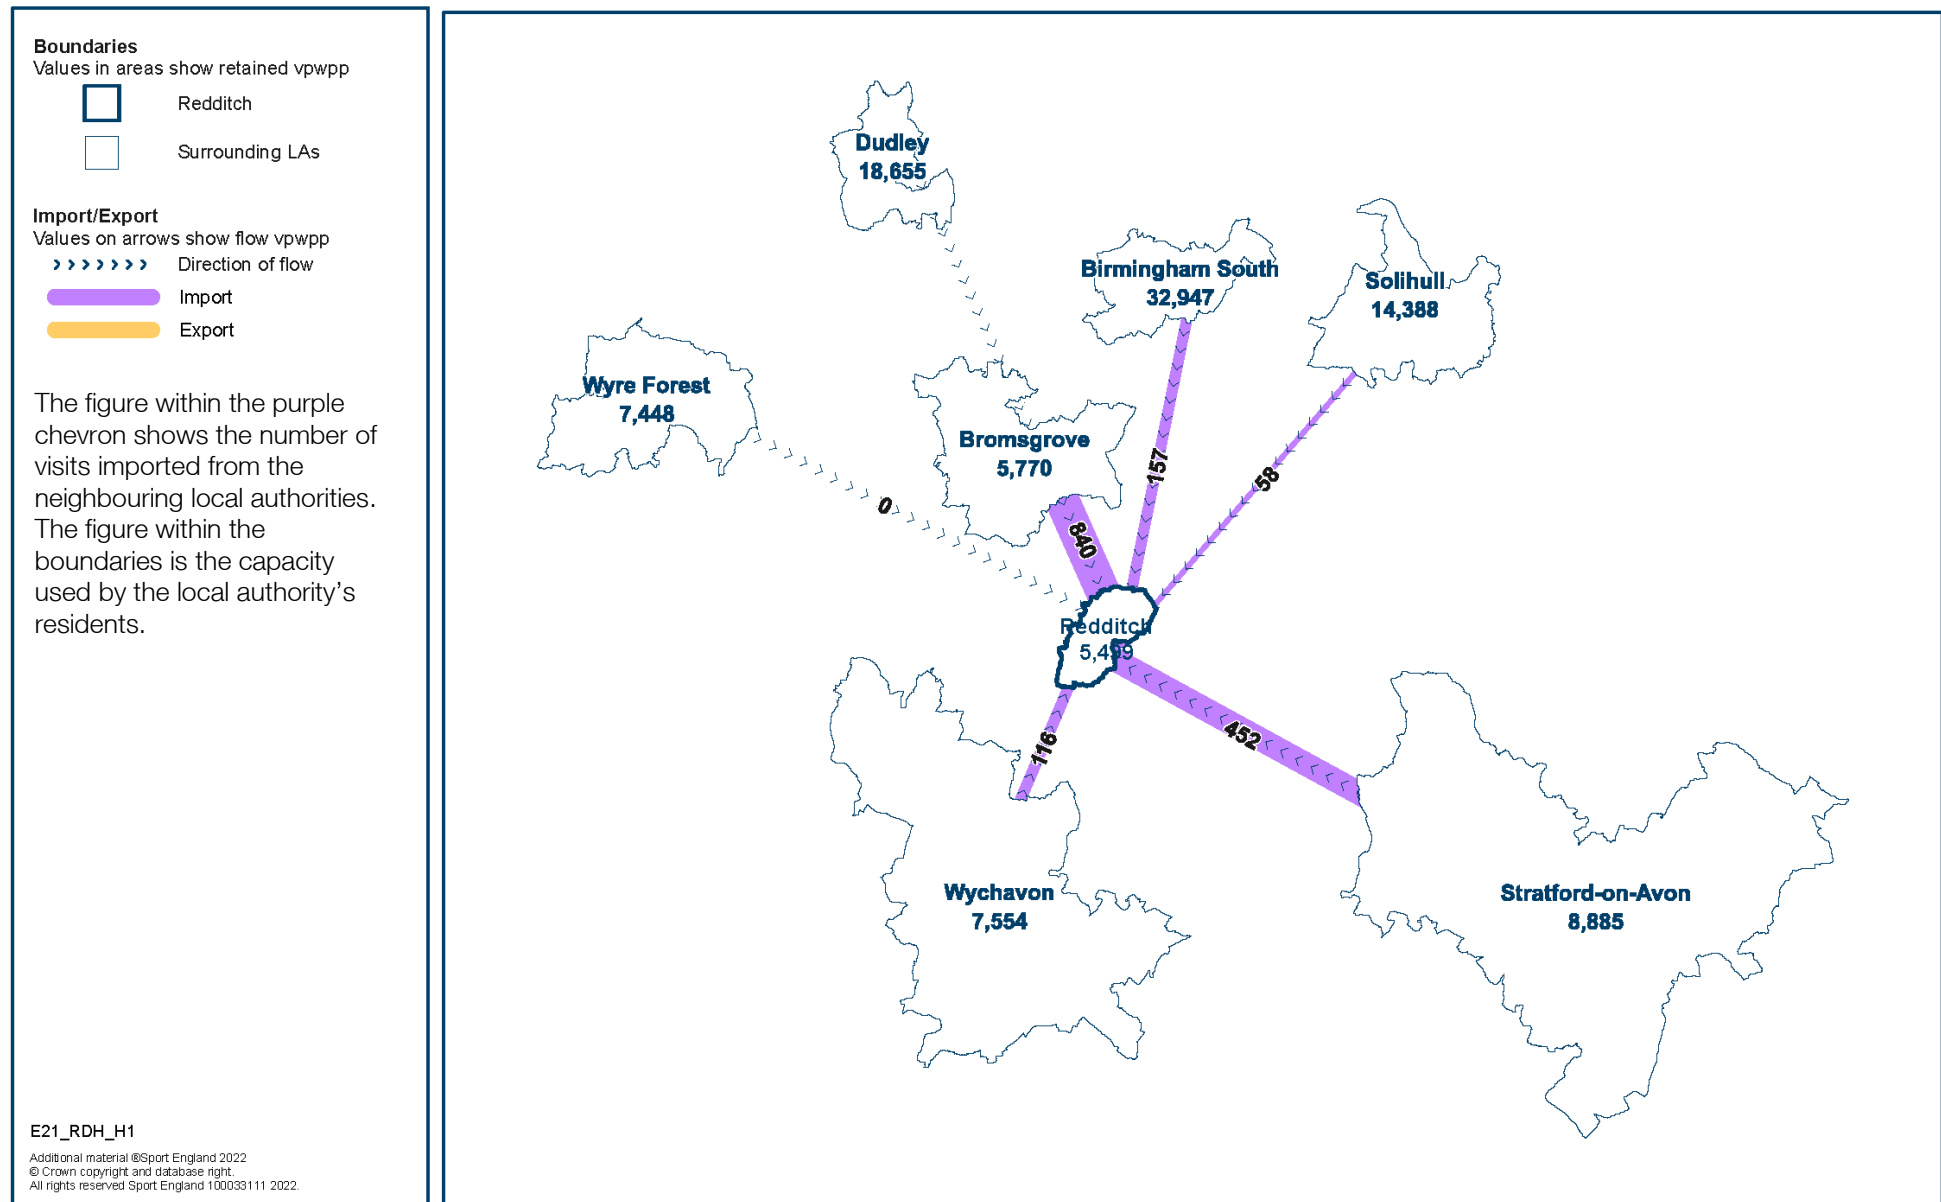 Boundaries
Values in areas show retained vpwpp
Redditch
Surrounding LAs
Import/Export
Values on arrows show flow vpwpp
Direction of flow
Import
Export
The figure within the purple
chevron shows the number of
visits imported from the
neighbouring local authorities.
The figure within the
boundaries is the capacity
used by the local authority’s
residents.
E21_RDH_H1
Additional material ®Sport England 2022
© Crown copyright and database right.
All rights reserved Sport England 100033111 2022.
Dudley
18,655
Birmingham South
32,947
Solihull
14,388
Wyre Forest
7,448
Bromsgrove
5,770
157
58
0
840
Redditch
5,499
116
452
Wychavon
7,554
Stratford-on-Avon
8,885